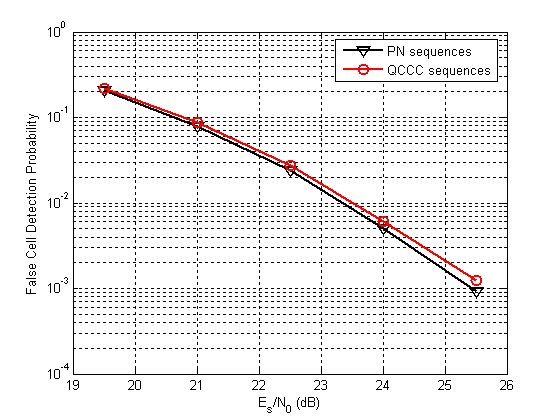 10^0
PN sequences
QCCC sequences
10^-1
10^-2
10^-3
10^-4
False Cell Detection Probability
19 20 21 22 23 24 25 26
E_s/N_0 (dB)